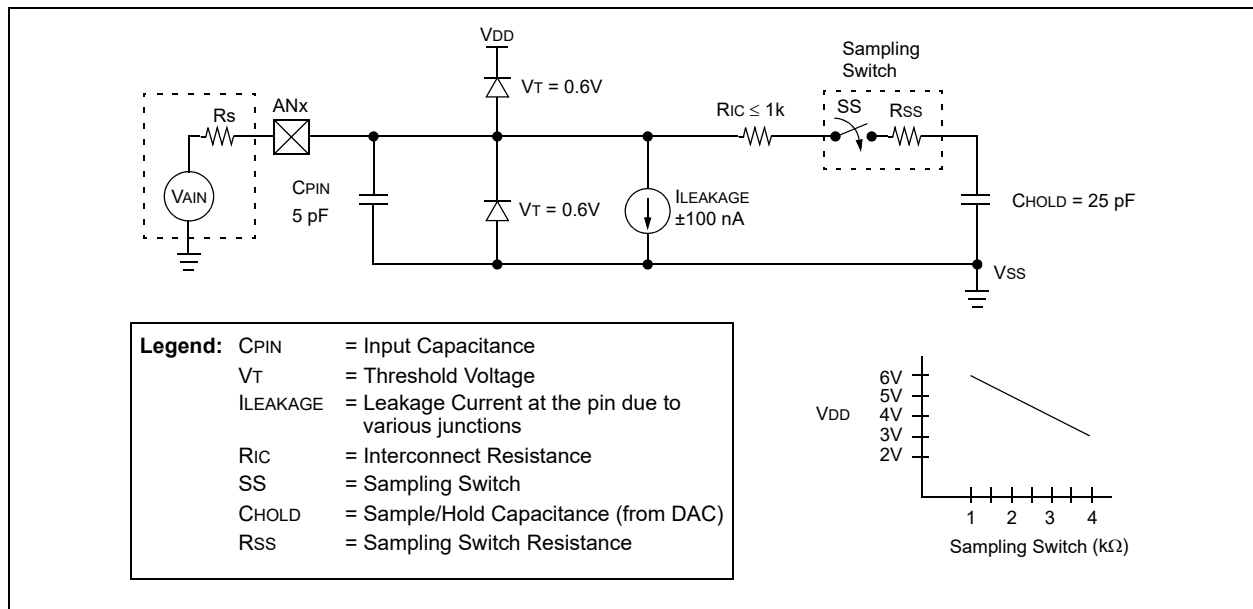 VDD
Sampling
Switch
VT = 0.6V
ANx
RIC ≤ 1k
SS
RSS
Rs
VAIN
CPIN
5 pF
VT = 0.6V
ILEAKAGE
±100 nA
CHOLD = 25 pF
VSS
Legend: CPIN = Input Capacitance
VT = Threshold Voltage
ILEAKAGE = Leakage Current at the pin due to
various junctions
RIC = Interconnect Resistance
SS = Sampling Switch
CHOLD = Sample/Hold Capacitance (from DAC)
RSS = Sampling Switch Resistance
6V
5V
VDD
4V
3V
2V
1 2 3 4
Sampling Switch (kΩ)